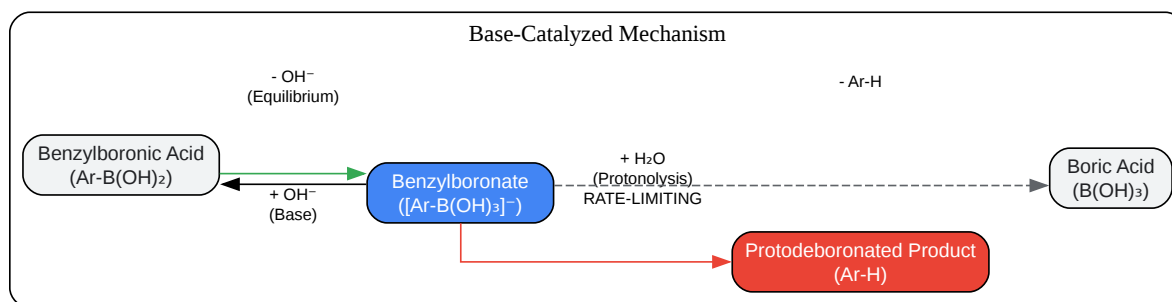 Base-Catalyzed Mechanism
- OH⁻
(Equilibrium)
- Ar-H
Benzylboronic Acid
(Ar-B(OH)₂)
+ OH⁻
(Base)
Benzylboronate
([Ar-B(OH)₃]⁻)
+ H₂O
(Protonolysis)
RATE-LIMITING
Boric Acid
(B(OH)₃)
Protodeboronated Product
(Ar-H)